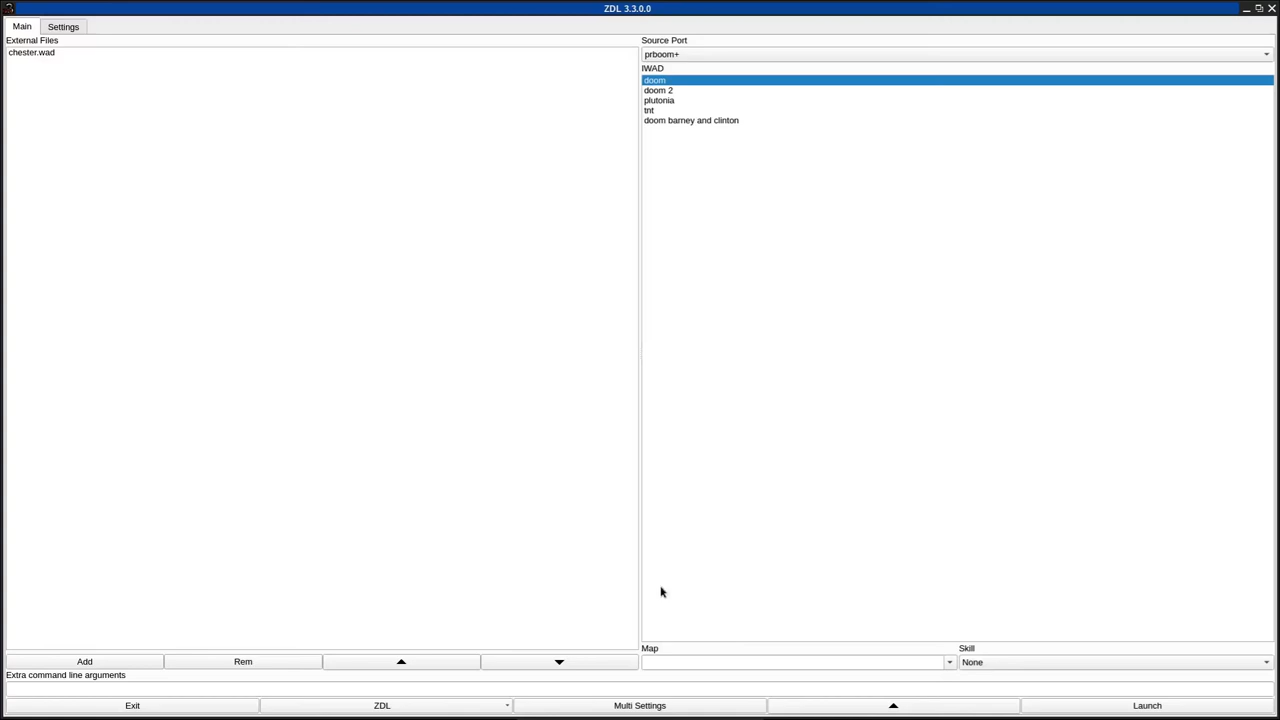 ZDL 3.3.0.0
Main
Settings
External Files
chester.wad
Source Port
prboom+
IWAD
doom
doom 2
plutonia
tnt
doom barney and clinton
Add
Rem
Map
Skill
None
Extra command line arguments
Exit
ZDL
Multi Settings
Launch